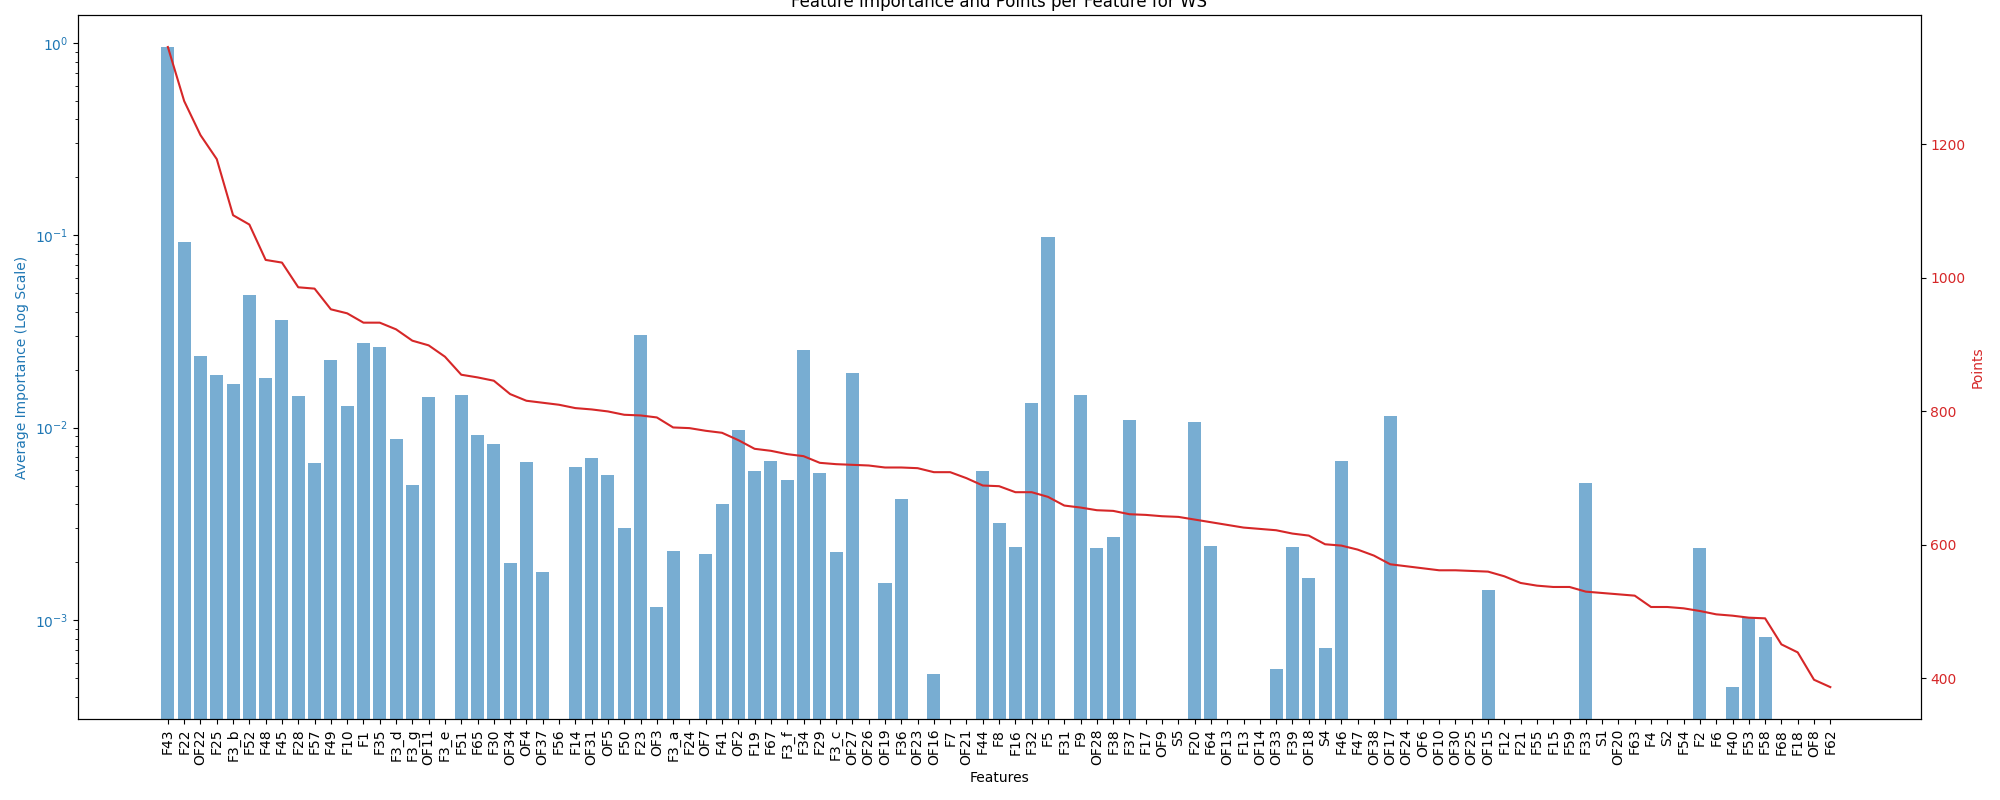 Feature Importance and Points per Feature for WS
10⁰
10⁻¹
10⁻²
10⁻³
Average Importance (Log Scale)
1200
1000
800
600
400
Points
F43 F22 OF22 F25 F3_b F52 F48 F45 F28 F57 F49 F10 F1 F35 F3_d F3_g OF11 F3_e F51 F65 F30 OF34 OF4 OF37 F56 F14 OF31 OF5 F50 F23 OF3 F3_a F24 OF7 F41 OF2 F19 F67 F3_f F34 F29 F3_c OF27 OF26 OF19 F36 OF23 OF16 F7 OF21 F44 F8 F16 F32 F5 F31 F9 OF28 F38 F37 F17 OF9 S5 F20 F64 OF13 F13 OF14 OF33 F39 OF18 S4 F46 F47 OF38 OF17 OF24 OF6 OF10 OF30 OF25 OF15 F12 F21 F55 F15 F59 F33 S1 OF20 F63 F4 S2 F54 F2 F6 F40 F53 F58 F68 F18 OF8 F62
Features